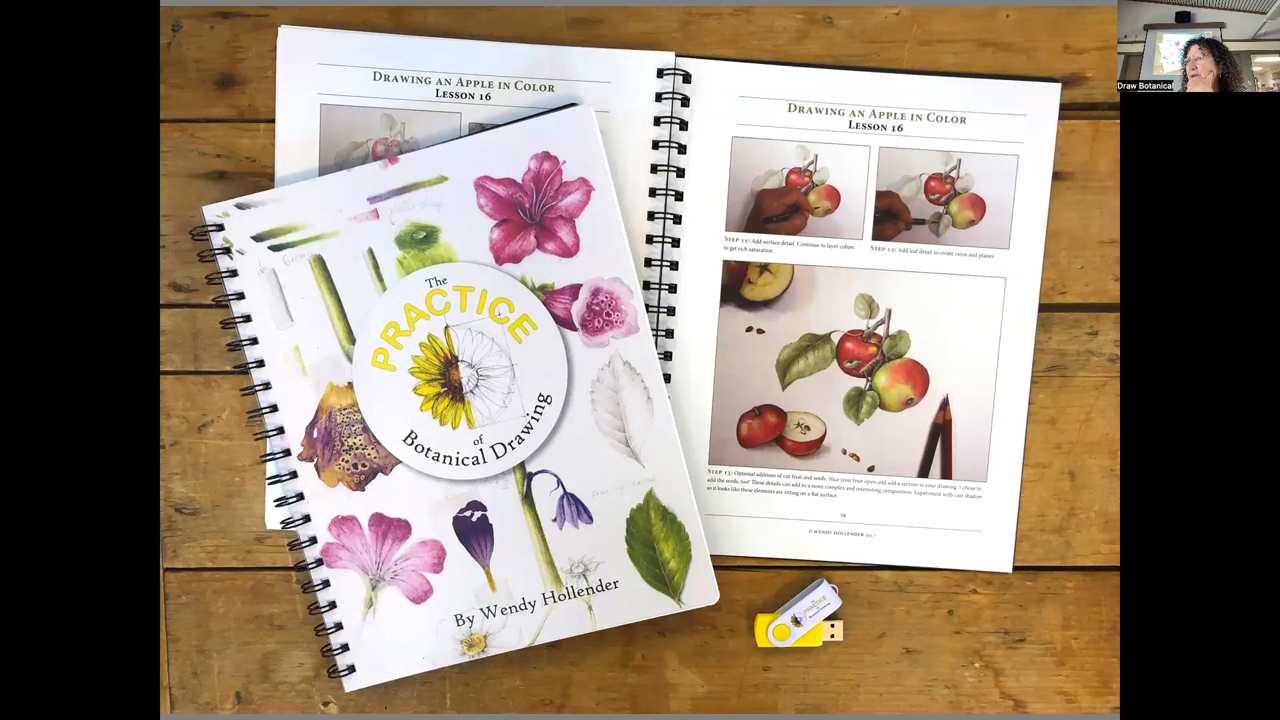 Drawing an Apple in Color
Lesson 16
The
PRACTICE
of
Botanical Drawing
By Wendy Hollender
Drawing an Apple in Color
Lesson 16
Step 11: Add surface detail. Continue to layer colors
to get rich saturation.
Step 12: Add leaf detail to create veins and planes.
Step 13: Optional addition of cut fruit and seeds. Slice your fruit open and add a section to your drawing. I chose to
add the seeds, too! These details can add to a more complex and interesting composition. Experiment with cast shadow
so it looks like these elements are sitting on a flat surface.
© Wendy Hollender 2017
Draw Botanical